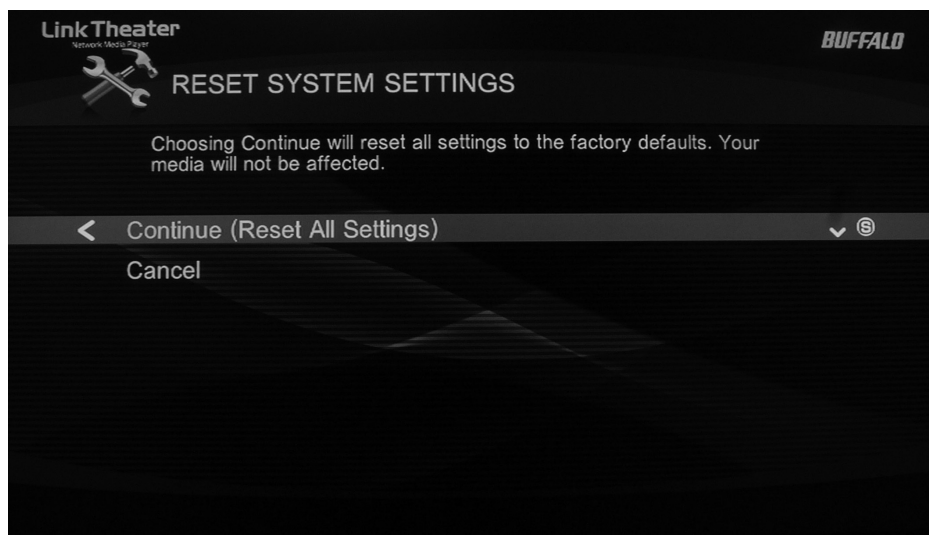 LinkTheater
Network Media Player
BUFFALO
RESET SYSTEM SETTINGS
Choosing Continue will reset all settings to the factory defaults. Your
media will not be affected.
< Continue (Reset All Settings)
S
Cancel